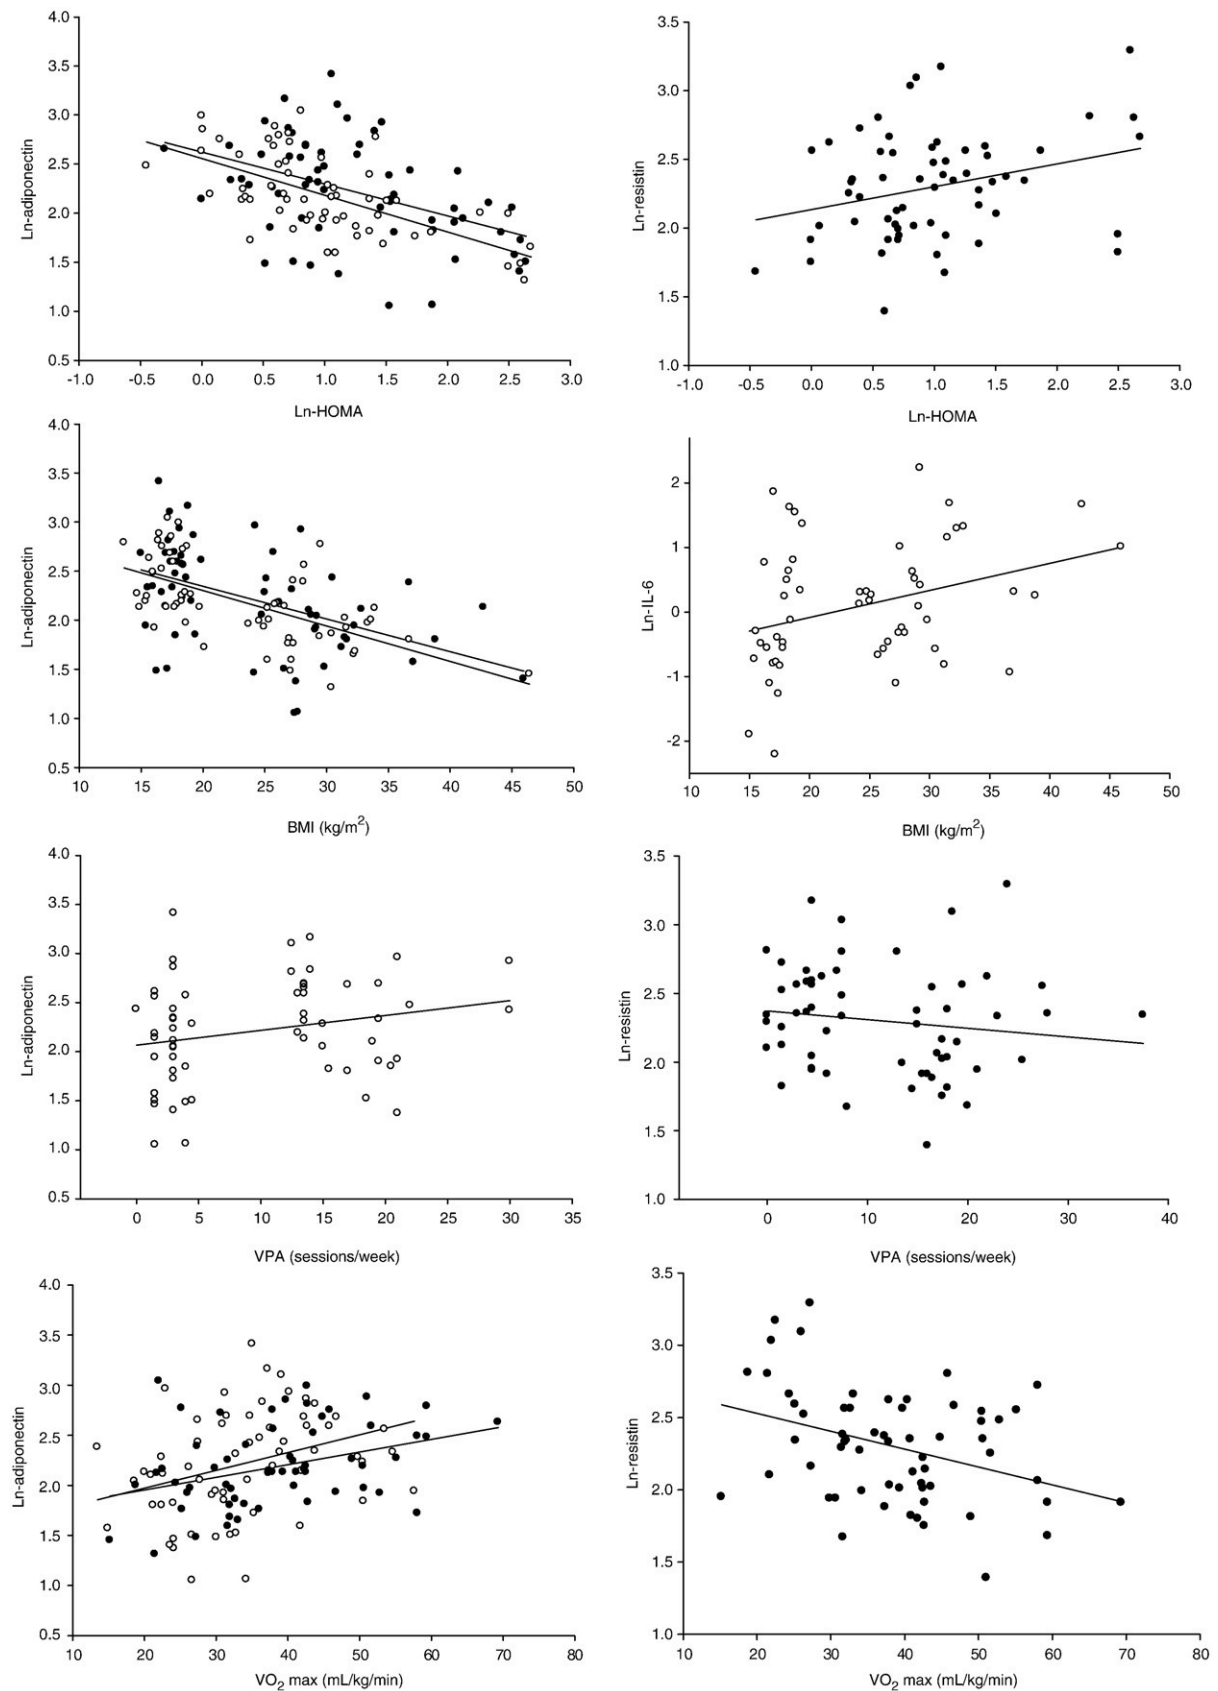 4.0
3.5
3.0
2.5
2.0
1.5
1.0
0.5
Ln-adiponectin
-1.0 -0.5 0.0 0.5 1.0 1.5 2.0 2.5 3.0
Ln-HOMA
3.5
3.0
2.5
2.0
1.5
1.0
Ln-resistin
-1.0 -0.5 0.0 0.5 1.0 1.5 2.0 2.5 3.0
Ln-HOMA
4.0
3.5
3.0
2.5
2.0
1.5
1.0
0.5
Ln-adiponectin
10 15 20 25 30 35 40 45 50
BMI (kg/m²)
2
1
0
-1
-2
Ln-IL-6
10 15 20 25 30 35 40 45 50
BMI (kg/m²)
4.0
3.5
3.0
2.5
2.0
1.5
1.0
0.5
Ln-adiponectin
0 5 10 15 20 25 30 35
VPA (sessions/week)
3.5
3.0
2.5
2.0
1.5
1.0
Ln-resistin
0 10 20 30 40
VPA (sessions/week)
4.0
3.5
3.0
2.5
2.0
1.5
1.0
0.5
Ln-adiponectin
10 20 30 40 50 60 70 80
VO₂ max (mL/kg/min)
3.5
3.0
2.5
2.0
1.5
1.0
Ln-resistin
10 20 30 40 50 60 70 80
VO₂ max (mL/kg/min)